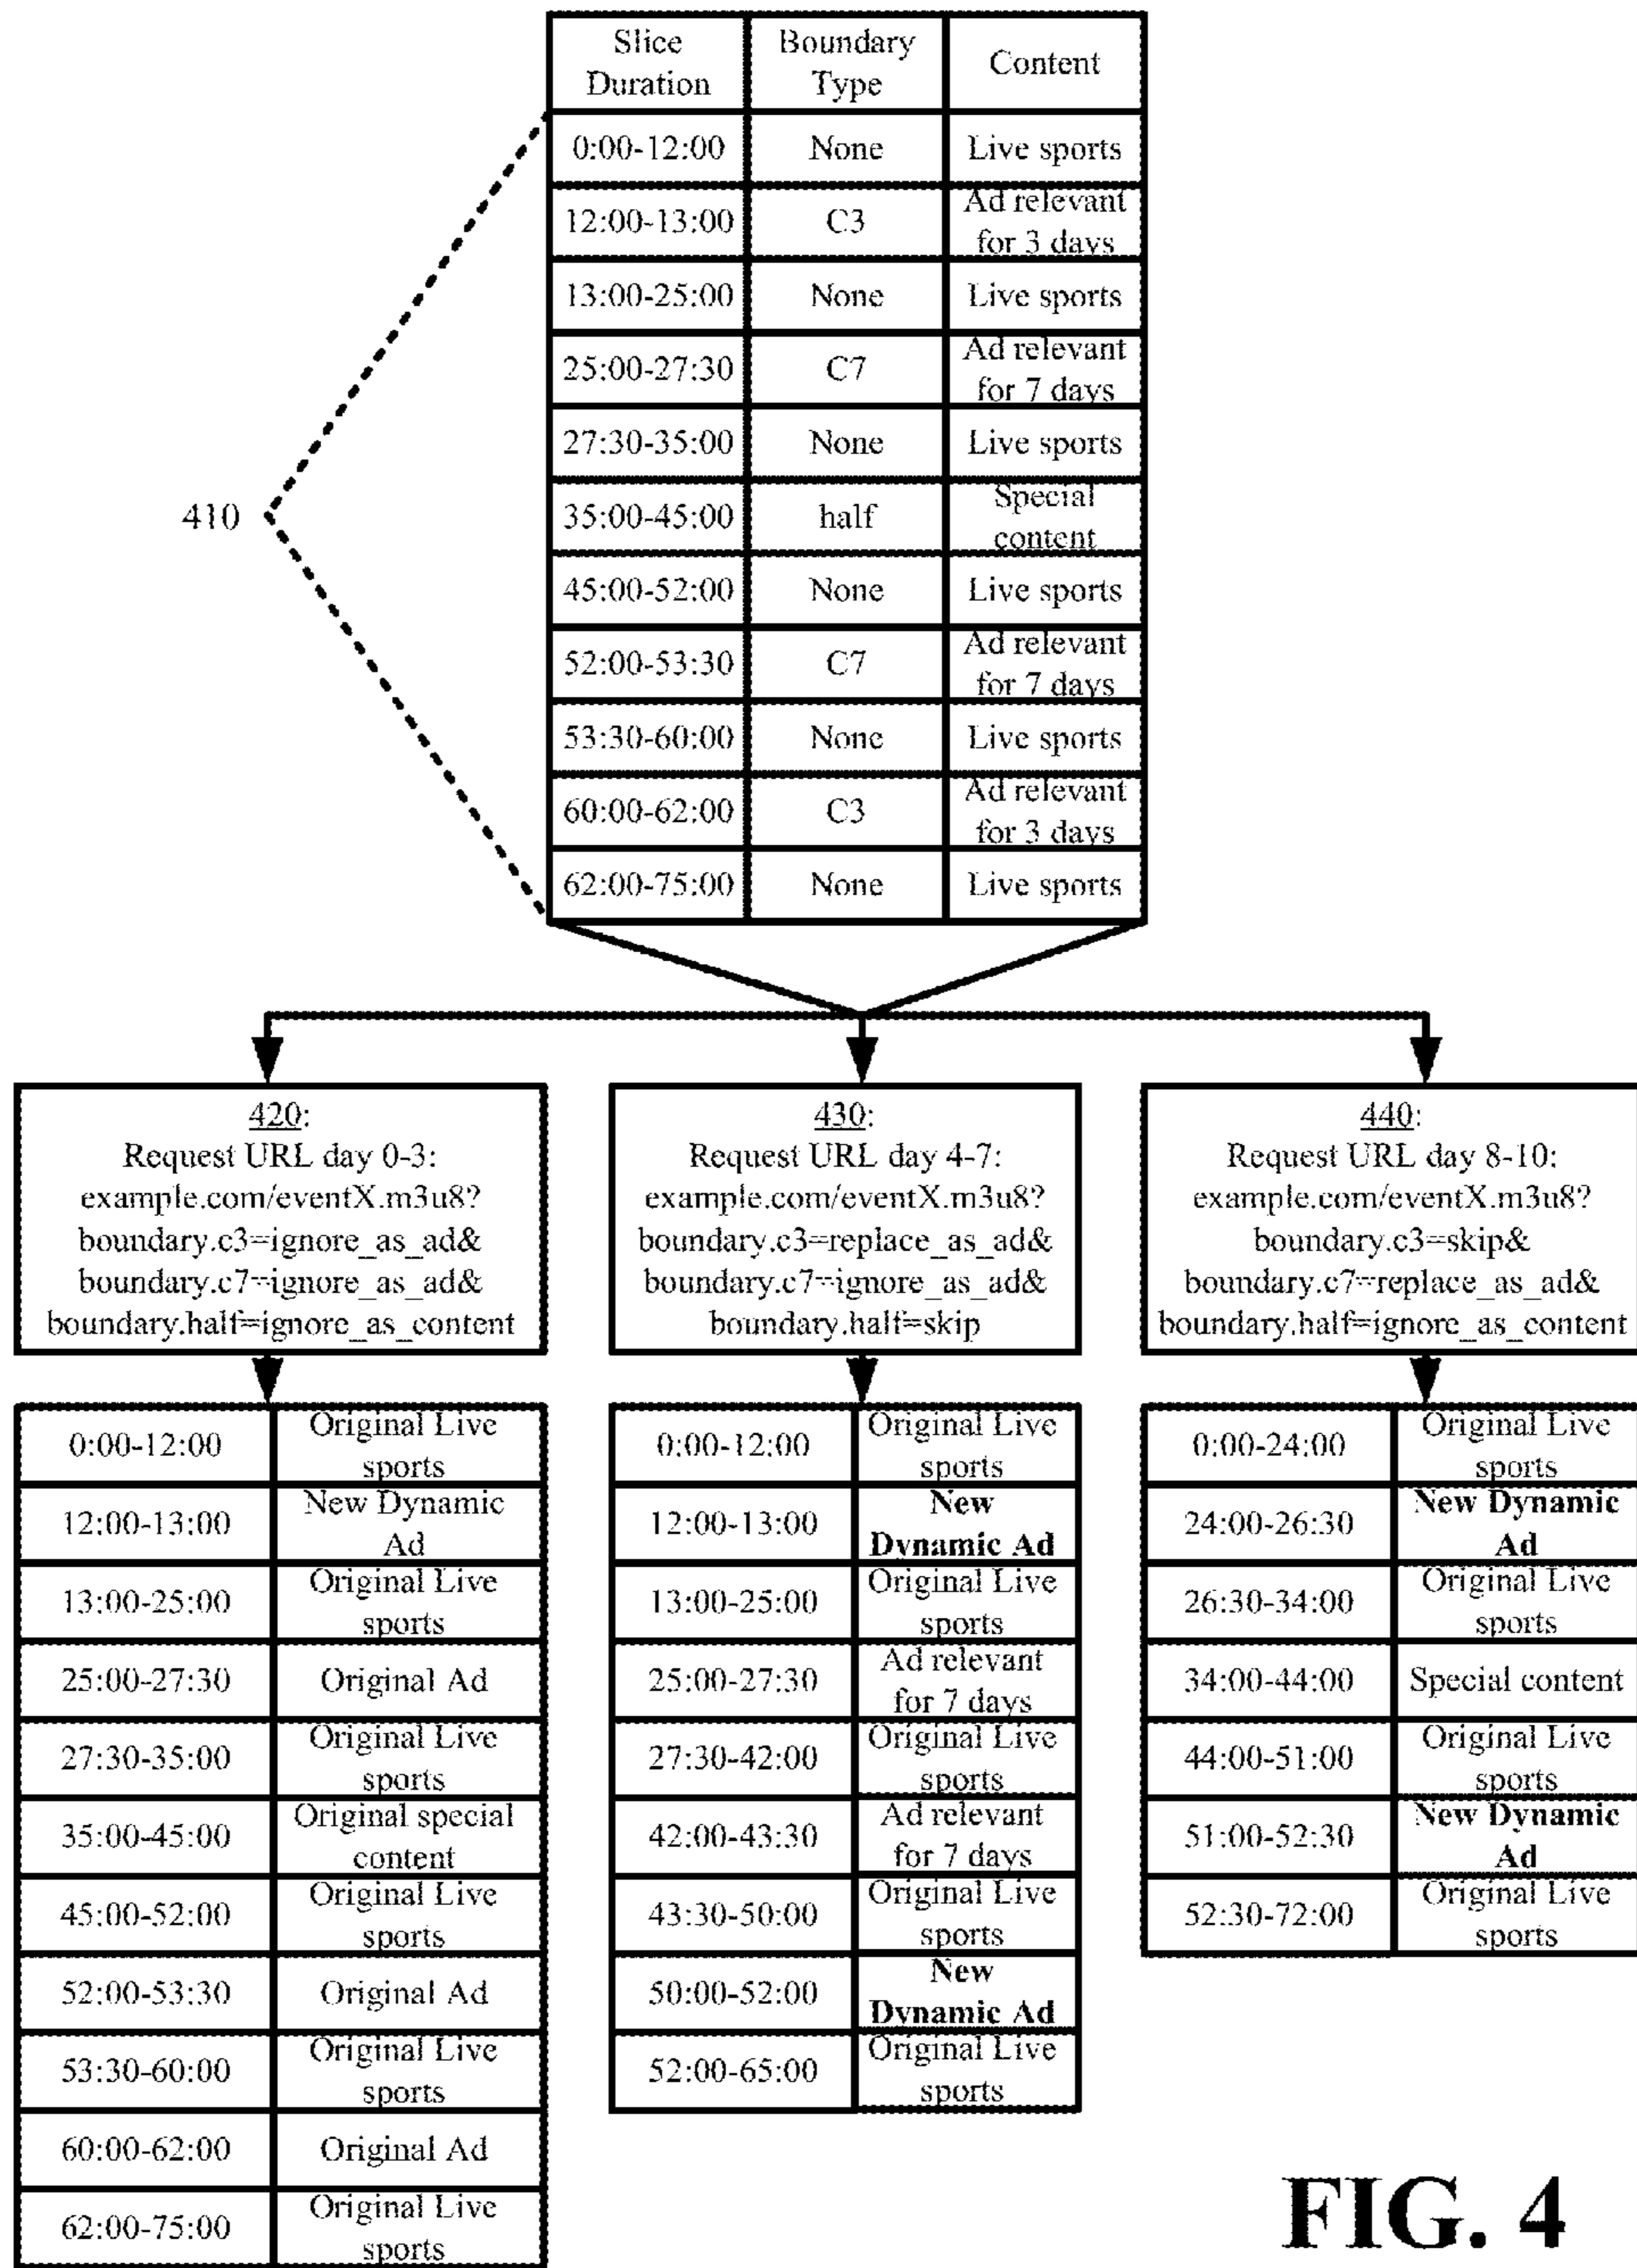 Slice Duration Boundary Type Content
0:00-12:00 None Live sports
12:00-13:00 C3 Ad relevant for 3 days
13:00-25:00 None Live sports
25:00-27:30 C7 Ad relevant for 7 days
27:30-35:00 None Live sports
35:00-45:00 half Special content
45:00-52:00 None Live sports
52:00-53:30 C7 Ad relevant for 7 days
53:30-60:00 None Live sports
60:00-62:00 C3 Ad relevant for 3 days
62:00-75:00 None Live sports
410
420:
Request URL day 0-3:
example.com/eventX.m3u8?
boundary.c3=ignore_as_ad&
boundary.c7=ignore_as_ad&
boundary.half=ignore_as_content
430:
Request URL day 4-7:
example.com/eventX.m3u8?
boundary.c3=replace_as_ad&
boundary.c7=ignore_as_ad&
boundary.half=skip
440:
Request URL day 8-10:
example.com/eventX.m3u8?
boundary.c3=skip&
boundary.c7=replace_as_ad&
boundary.half=ignore_as_content
0:00-12:00 Original Live sports
12:00-13:00 New Dynamic Ad
13:00-25:00 Original Live sports
25:00-27:30 Original Ad
27:30-35:00 Original Live sports
35:00-45:00 Original special content
45:00-52:00 Original Live sports
52:00-53:30 Original Ad
53:30-60:00 Original Live sports
60:00-62:00 Original Ad
62:00-75:00 Original Live sports
0:00-12:00 Original Live sports
12:00-13:00 New Dynamic Ad
13:00-25:00 Original Live sports
25:00-27:30 Ad relevant for 7 days
27:30-42:00 Original Live sports
42:00-43:30 Ad relevant for 7 days
43:30-50:00 Original Live sports
50:00-52:00 New Dynamic Ad
52:00-65:00 Original Live sports
0:00-24:00 Original Live sports
24:00-26:30 New Dynamic Ad
26:30-34:00 Original Live sports
34:00-44:00 Special content
44:00-51:00 Original Live sports
51:00-52:30 New Dynamic Ad
52:30-72:00 Original Live sports
FIG. 4